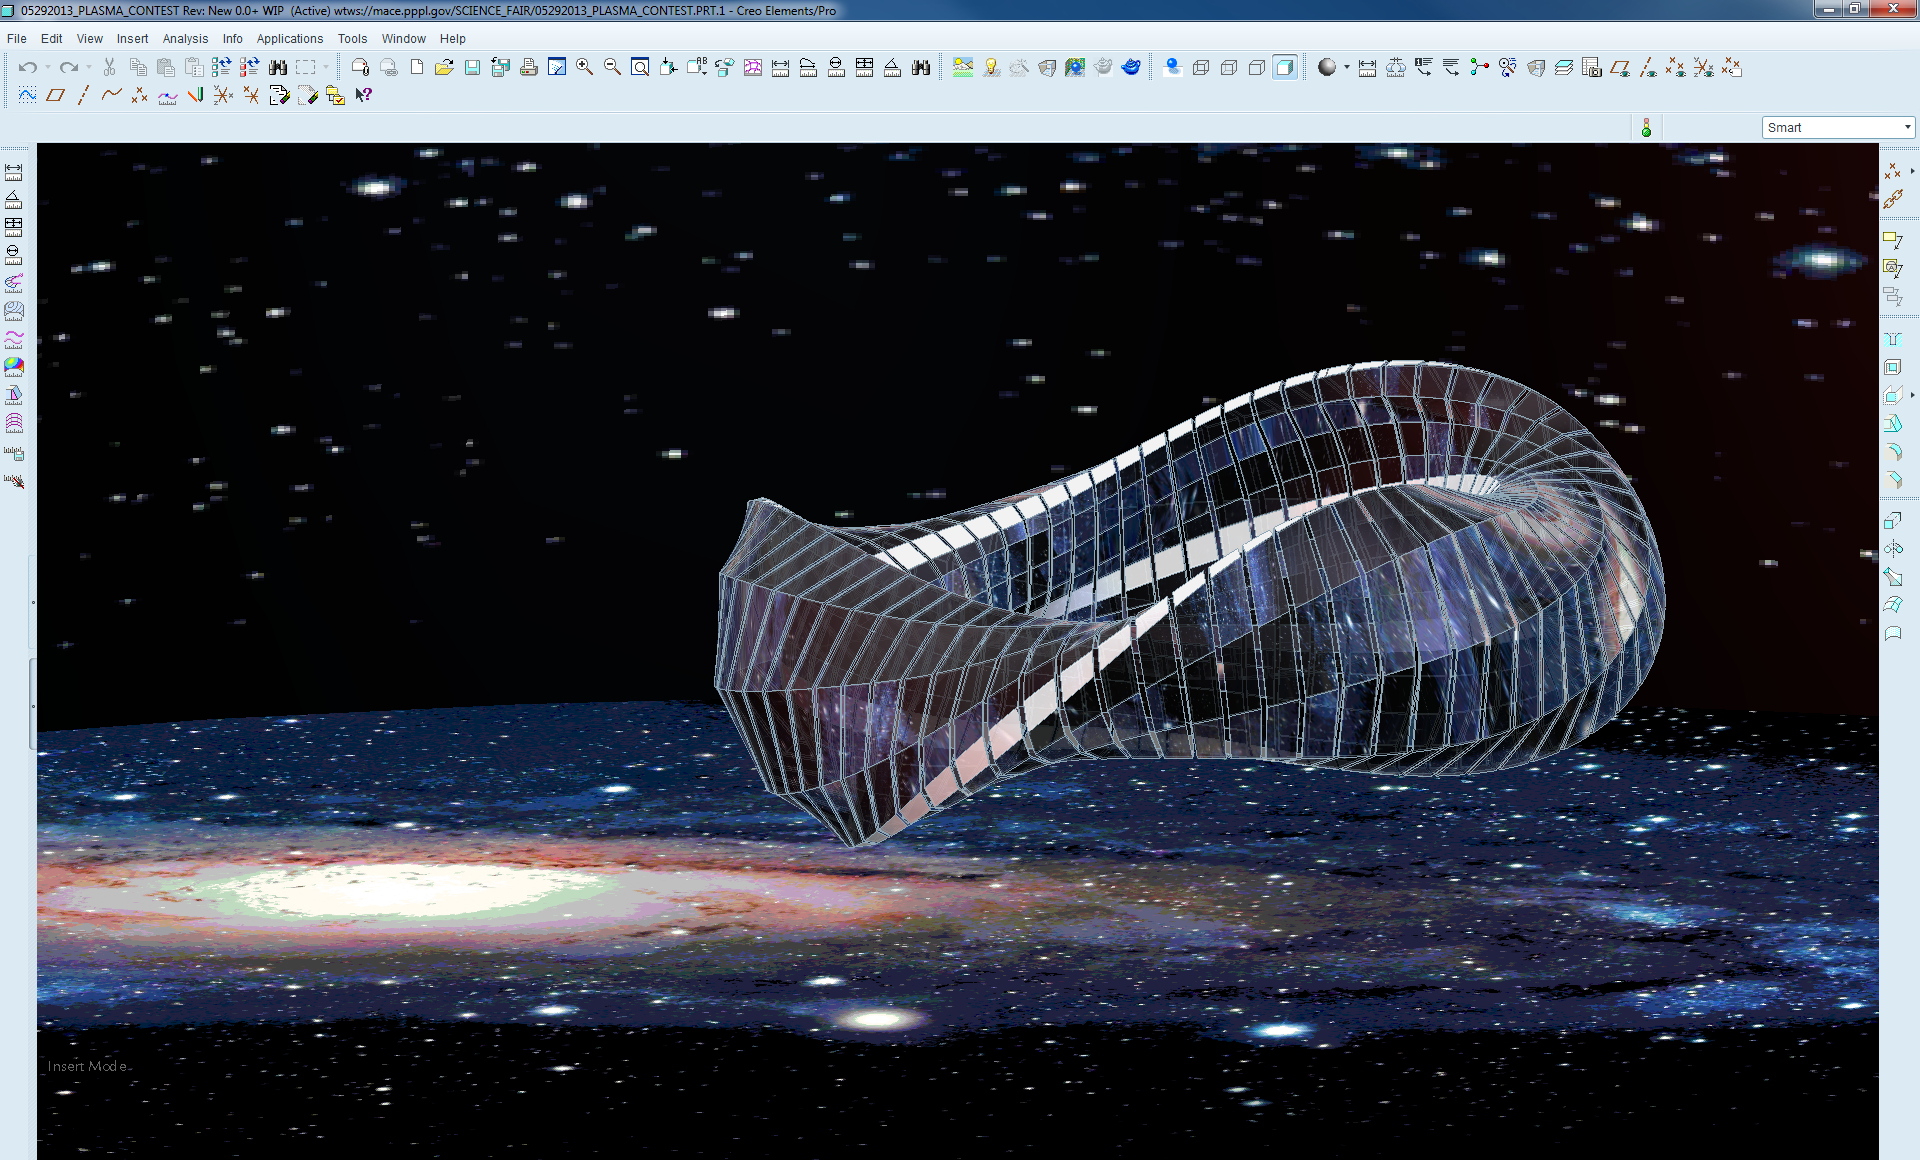 05292013_PLASMA_CONTEST Rev: New 0.0+ WIP (Active) wtws://mace.pppl.gov/SCIENCE_FAIR/05292013_PLASMA_CONTEST.PRT.1 - Creo Elements/Pro
File Edit View Insert Analysis Info Applications Tools Window Help
Smart
Insert Mode